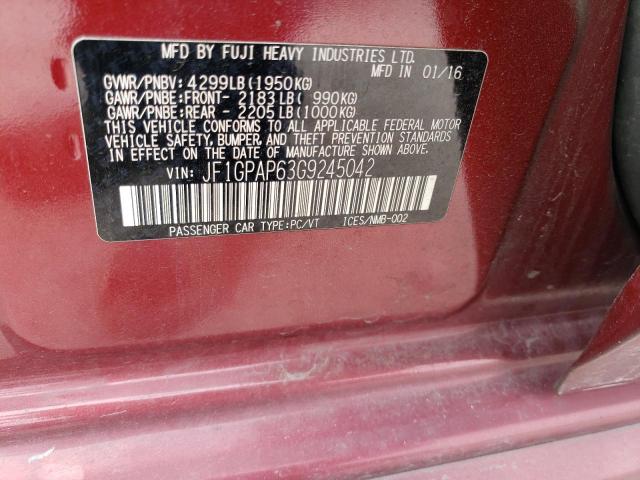 MFD BY FUJI HEAVY INDUSTRIES LTD.
MFD IN 01/16
GVWR/PNBV: 4299LB(1950KG)
GAWR/PNBE:FRONT- 2183LB( 990KG)
GAWR/PNBE:REAR - 2205LB(1000KG)
THIS VEHICLE CONFORMS TO ALL APPLICABLE FEDERAL MOTOR
VEHICLE SAFETY, BUMPER, AND THEFT PREVENTION STANDARDS
IN EFFECT ON THE DATE OF MANUFACTURE SHOWN ABOVE.
VIN: JF1GPAP63G9245042
PASSENGER CAR TYPE:PC/VT ICES/NMB-002